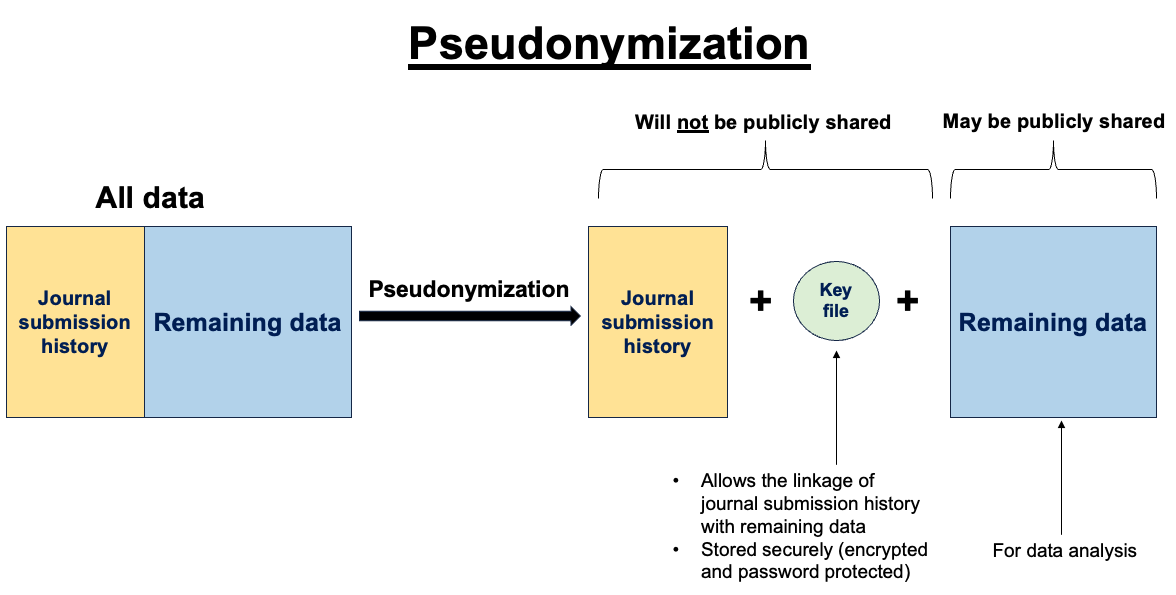 Pseudonymization
Will not be publicly shared
May be publicly shared
All data
Journal
submission
history
Remaining data
Pseudonymization
Journal
submission
history
+
Key
file
+
Remaining data
• Allows the linkage of
journal submission history
with remaining data
• Stored securely (encrypted
and password protected)
For data analysis